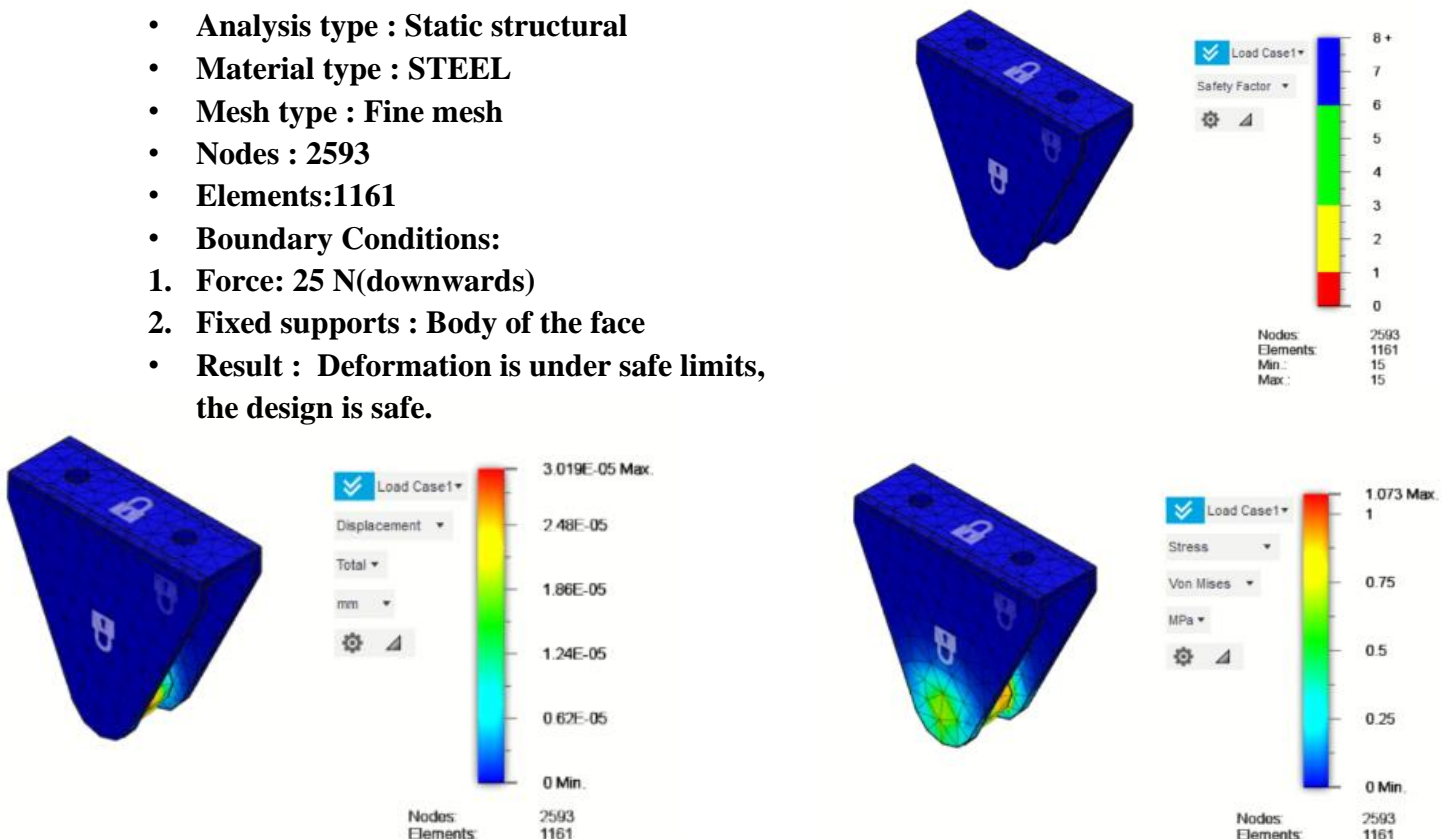 • Analysis type : Static structural
• Material type : STEEL
• Mesh type : Fine mesh
• Nodes : 2593
• Elements:1161
• Boundary Conditions:
1. Force: 25 N(downwards)
2. Fixed supports : Body of the face
• Result : Deformation is under safe limits,
the design is safe.
Load Case1
Safety Factor
8 +
7
6
5
4
3
2
1
0
Nodes: 2593
Elements: 1161
Min.: 15
Max.: 15
Load Case1
Displacement
Total
mm
3.019E-05 Max.
2.48E-05
1.86E-05
1.24E-05
0.62E-05
0 Min.
Nodes: 2593
Elements: 1161
Load Case1
Stress
Von Mises
MPa
1.073 Max.
1
0.75
0.5
0.25
0 Min.
Nodes: 2593
Elements: 1161